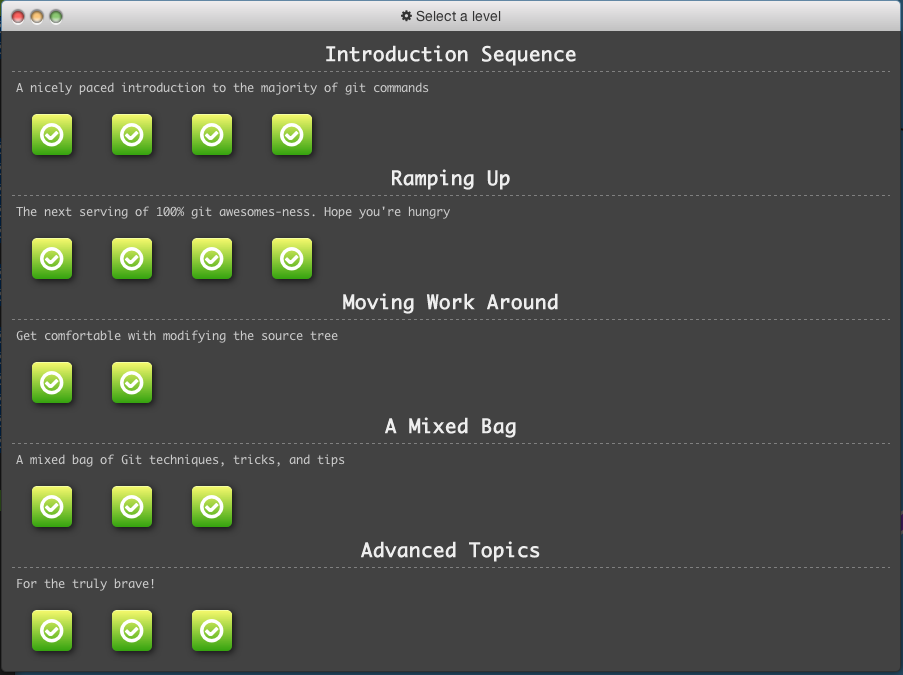 Select a level
Introduction Sequence
A nicely paced introduction to the majority of git commands
Ramping Up
The next serving of 100% git awesomes-ness. Hope you're hungry
Moving Work Around
Get comfortable with modifying the source tree
A Mixed Bag
A mixed bag of Git techniques, tricks, and tips
Advanced Topics
For the truly brave!